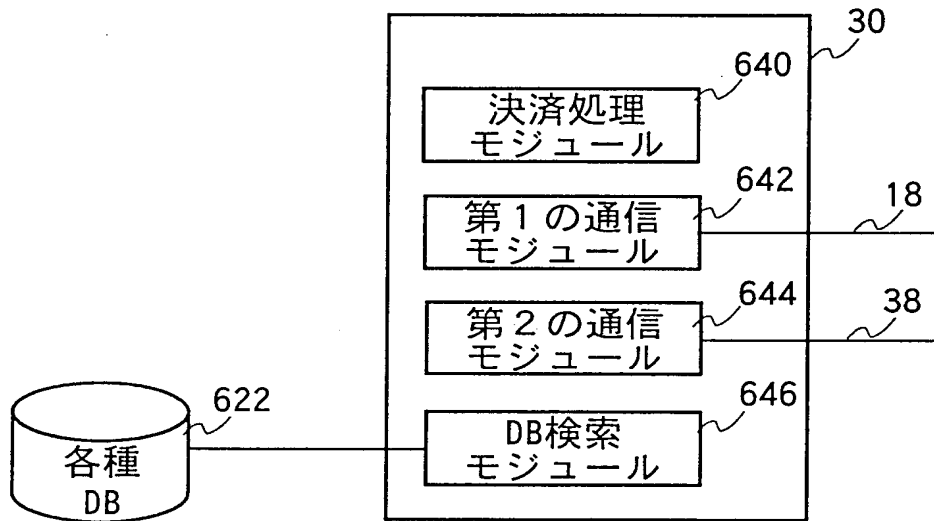 30
640
決済処理
モジュール
642
第1の通信
モジュール
18
644
第2の通信
モジュール
38
646
DB検索
モジュール
622
各種
DB